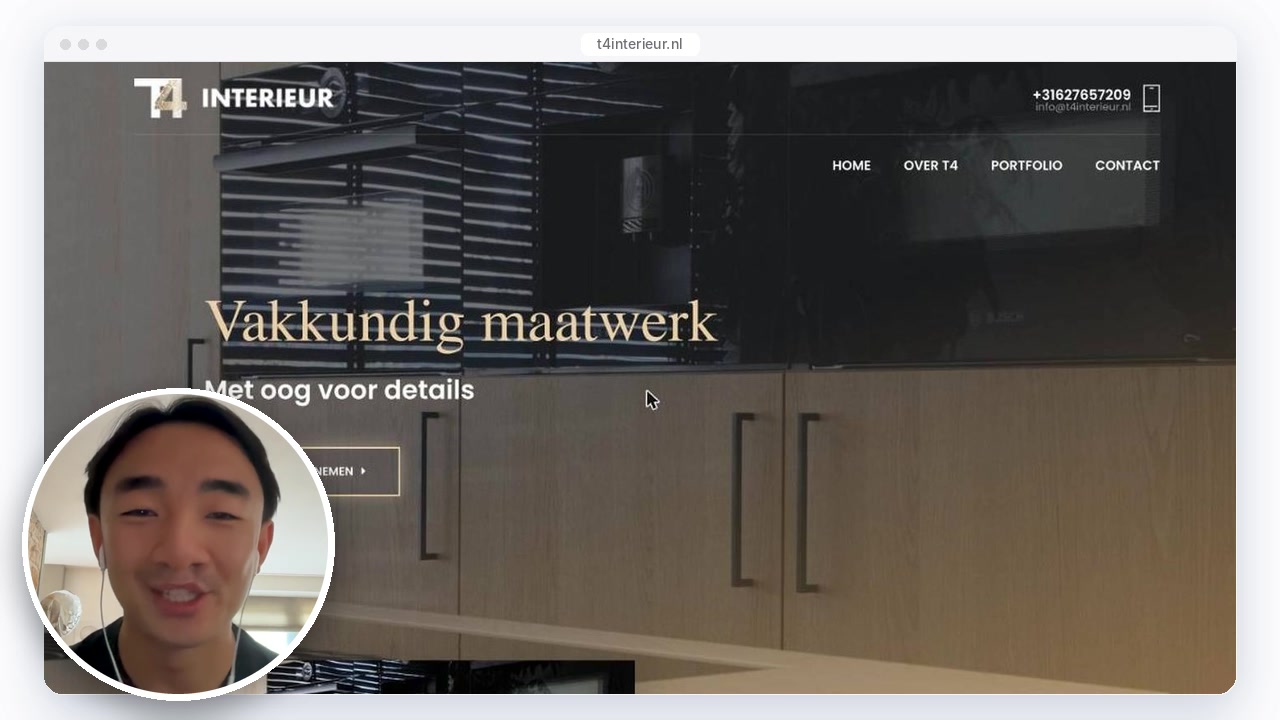 t4interieur.nl
T4 INTERIEUR
+31627657209
info@t4interieur.nl
HOME OVER T4 PORTFOLIO CONTACT
Vakkundig maatwerk
Met oog voor details